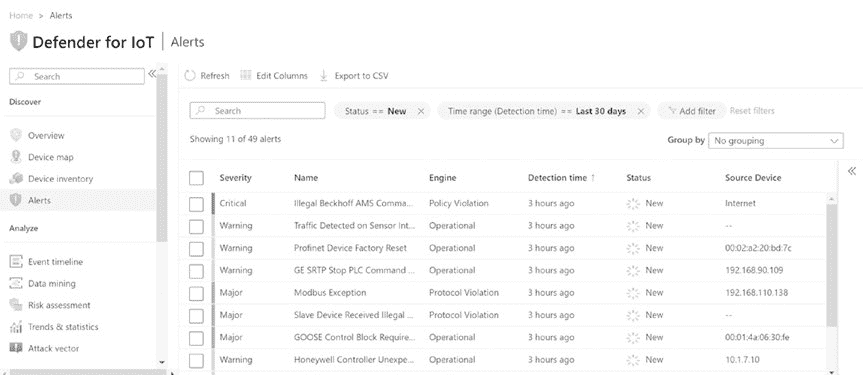 Home > Alerts
Defender for IoT | Alerts
Search
Discover
Overview
Device map
Device inventory
Alerts
Analyze
Event timeline
Data mining
Risk assessment
Trends & statistics
Attack vector
Refresh Edit Columns Export to CSV
Search Status == New Time range (Detection time) == Last 30 days Add filter Reset filters
Showing 11 of 49 alerts Group by No grouping
Severity Name Engine Detection time ↑ Status Source Device
Critical Illegal Beckhoff AMS Comma... Policy Violation 3 hours ago New Internet
Warning Traffic Detected on Sensor Int... Operational 3 hours ago New --
Warning Profinet Device Factory Reset Operational 3 hours ago New 00:02:a2:20:bd:7c
Warning GE SRTP Stop PLC Command ... Operational 3 hours ago New 192.168.90.109
Major Modbus Exception Protocol Violation 3 hours ago New 192.168.110.138
Major Slave Device Received Illegal ... Protocol Violation 3 hours ago New --
Major GOOSE Control Block Require... Operational 3 hours ago New 00:01:4a:06:30:fe
Warning Honeywell Controller Unexpe... Operational 3 hours ago New 10.1.7.10